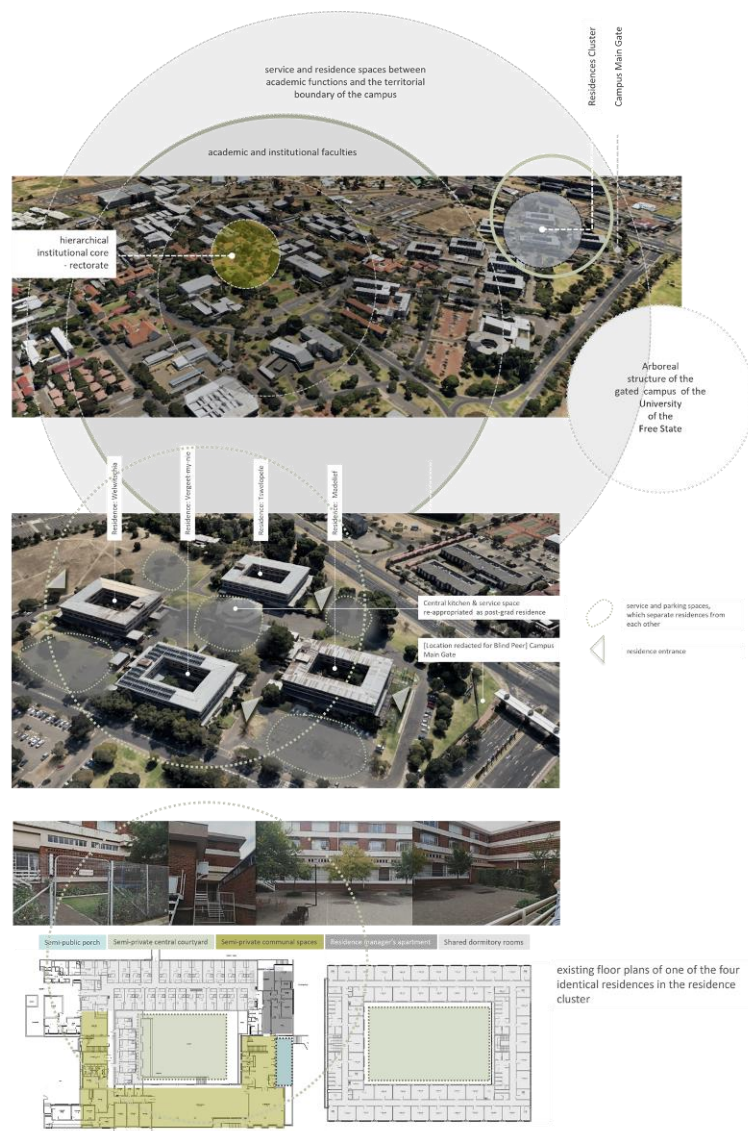 service and residence spaces between
academic functions and the territorial
boundary of the campus
Residences Cluster
Campus Main Gate
academic and institutional faculties
hierarchical
institutional core
- rectorate
Arboreal
structure of the
gated campus of the
University
of the
Free State
Residence: Welwitschia
Residence: Vergeet-my-nie
Residence: Tswelopele
Residence: Madelief
Central kitchen & service space
re-appropriated as post-grad residence
[Location redacted for Blind Peer] Campus
Main Gate
service and parking spaces,
which separate residences from
each other
residence entrance
Semi-public porch
Semi-private central courtyard
Semi-private communal spaces
Residence manager's apartment
Shared dormitory rooms
existing floor plans of one of the four
identical residences in the residence
cluster